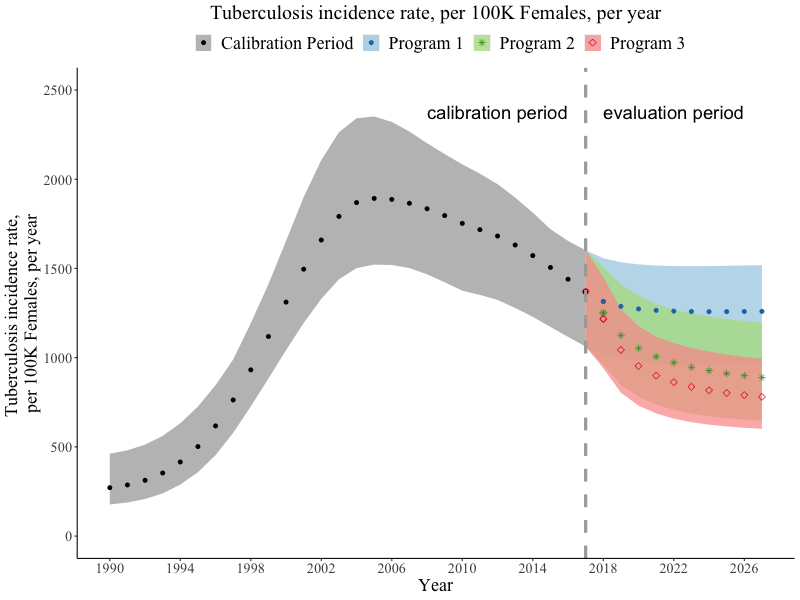 Tuberculosis incidence rate, per 100K Females, per year
Calibration Period Program 1 Program 2 Program 3
calibration period evaluation period
2500
2000
1500
1000
500
0
Tuberculosis incidence rate,
per 100K Females, per year
1990 1994 1998 2002 2006 2010 2014 2018 2022 2026
Year